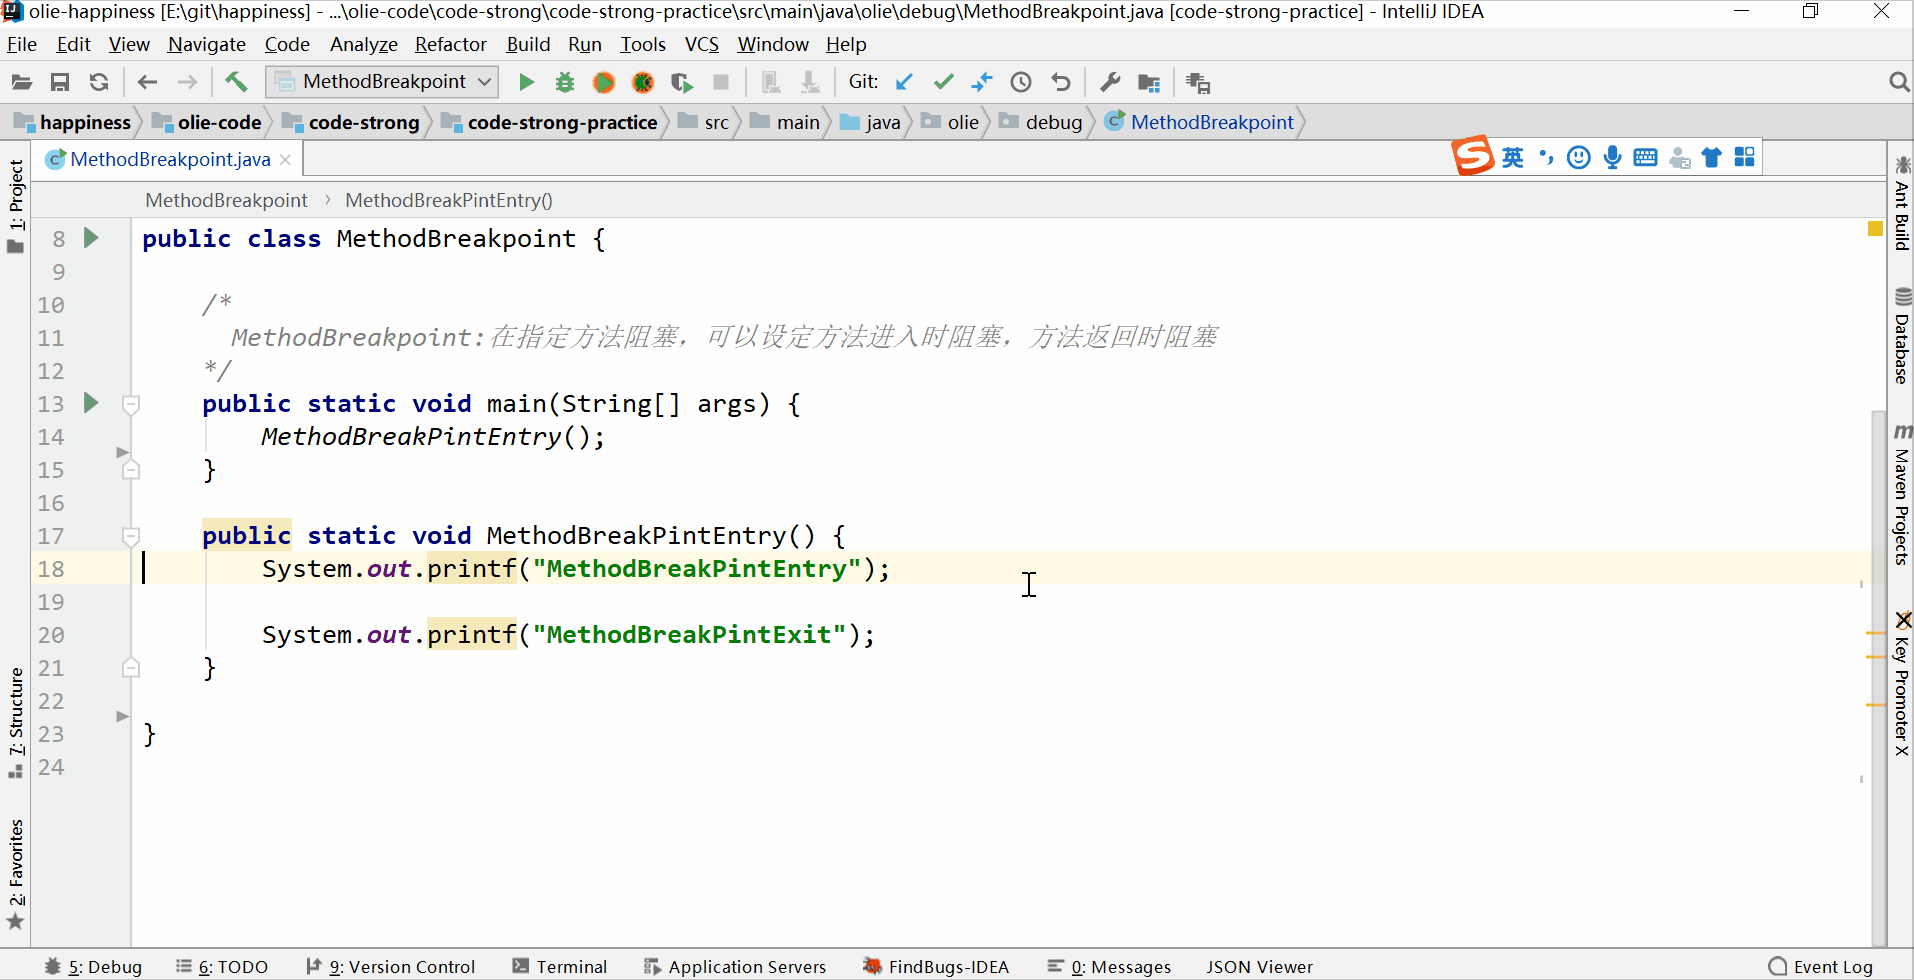 olie-happiness [E:\git\happiness] - ...\olie-code\code-strong\code-strong-practice\src\main\java\olie\debug\MethodBreakpoint.java [code-strong-practice] - IntelliJ IDEA
File Edit View Navigate Code Analyze Refactor Build Run Tools VCS Window Help
MethodBreakpoint Git:
happiness olie-code code-strong code-strong-practice src main java olie debug MethodBreakpoint
MethodBreakpoint.java
英
MethodBreakpoint › MethodBreakPintEntry()
8 public class MethodBreakpoint {
9
10 /*
11 MethodBreakpoint:在指定方法阻塞，可以设定方法进入时阻塞，方法返回时阻塞
12 */
13 public static void main(String[] args) {
14 MethodBreakPintEntry();
15 }
16
17 public static void MethodBreakPintEntry() {
18 System.out.printf("MethodBreakPintEntry");
19
20 System.out.printf("MethodBreakPintExit");
21 }
22
23 }
24
1: Project
7: Structure
2: Favorites
Ant Build
Database
Maven Projects
Key Promoter X
5: Debug 6: TODO 9: Version Control Terminal Application Servers FindBugs-IDEA 0: Messages JSON Viewer Event Log